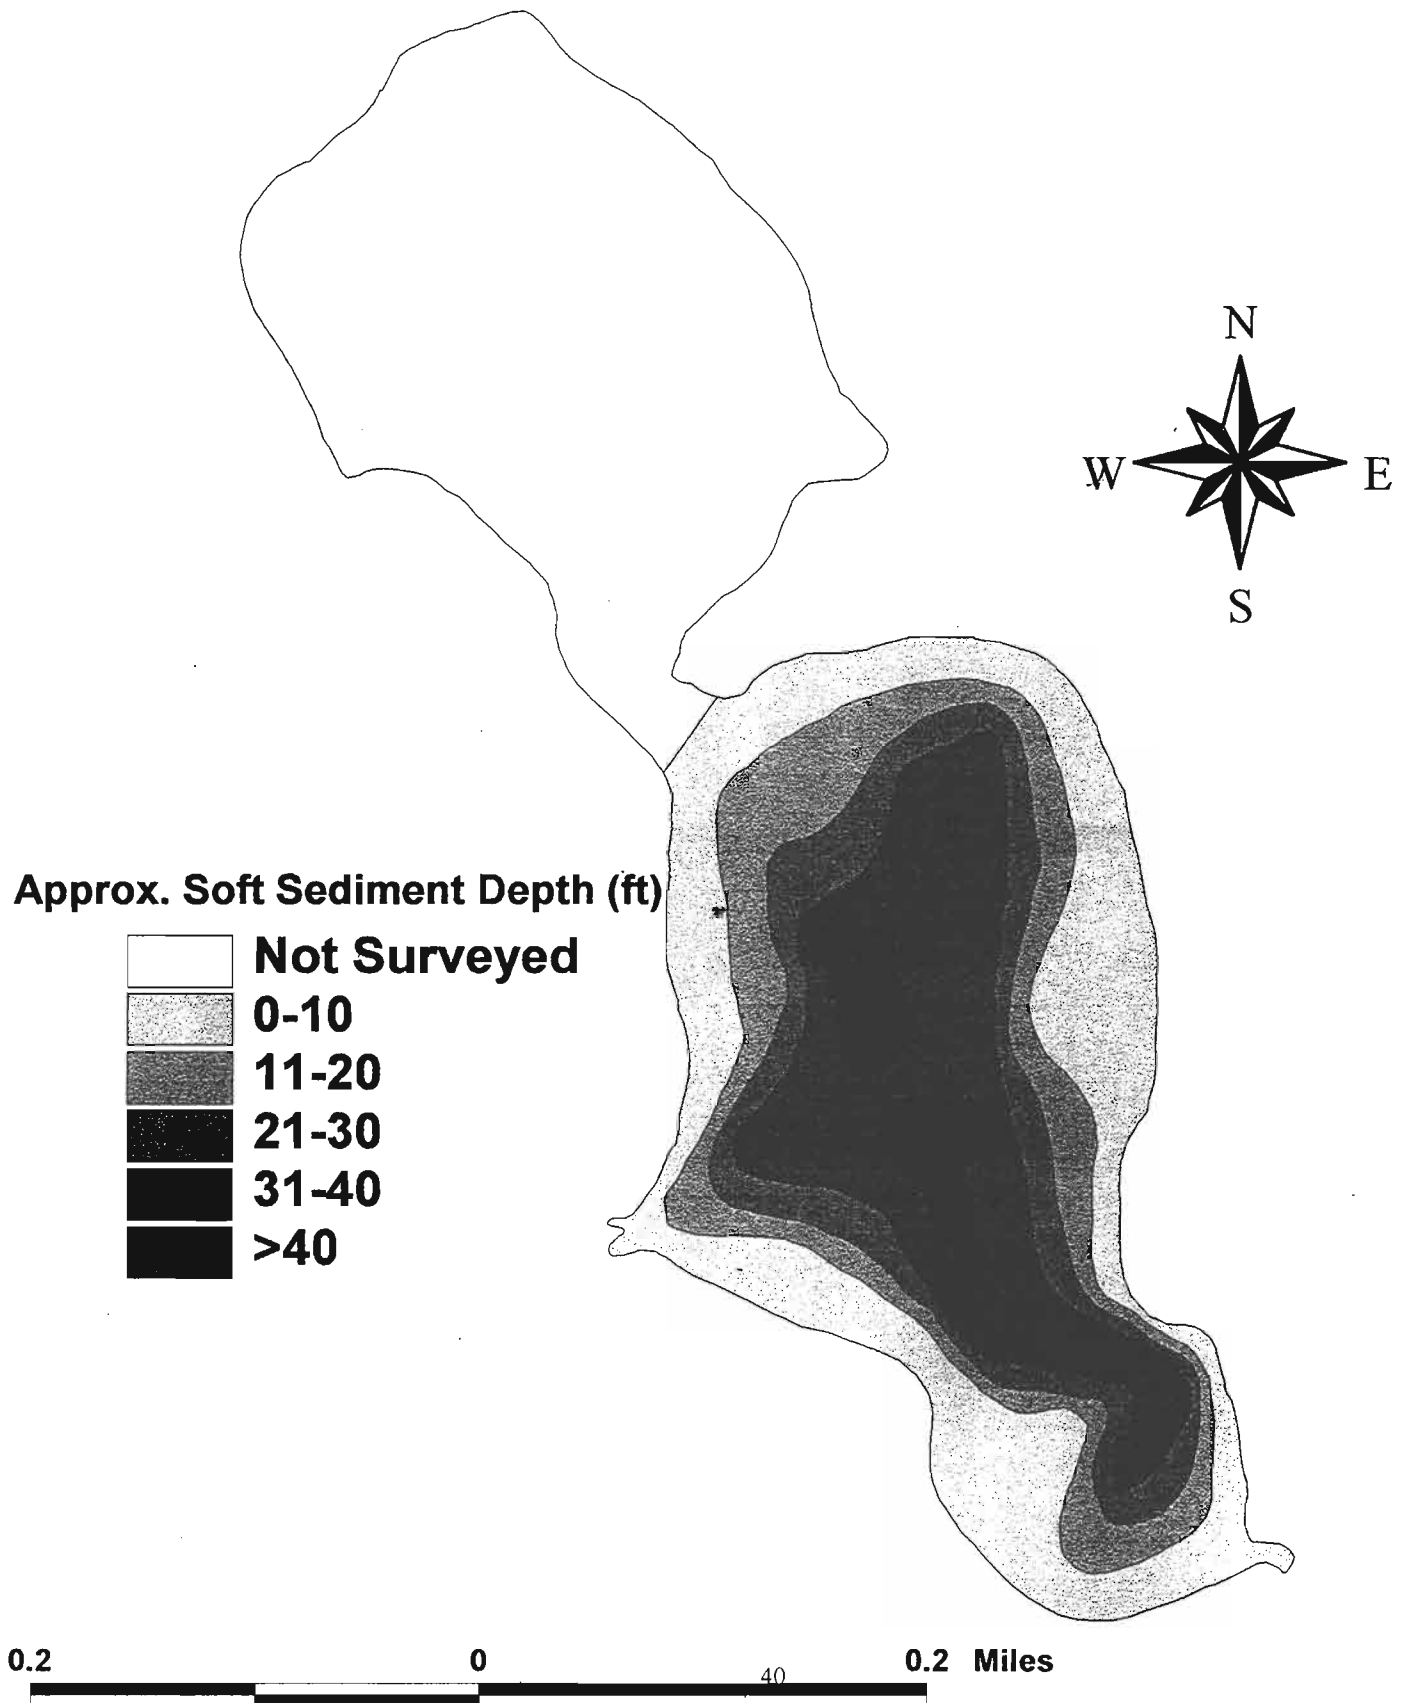 N
W E
S
Approx. Soft Sediment Depth (ft)
Not Surveyed
0-10
11-20
21-30
31-40
>40
0.2 0 0.2 Miles
40